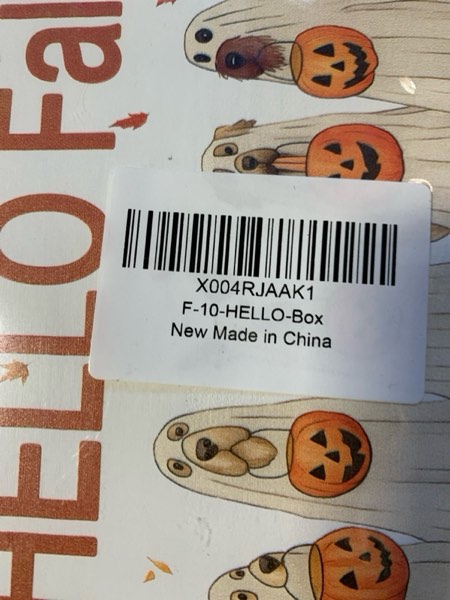 HELLO Fal
X004RJAAK1
F-10-HELLO-Box
New Made in China